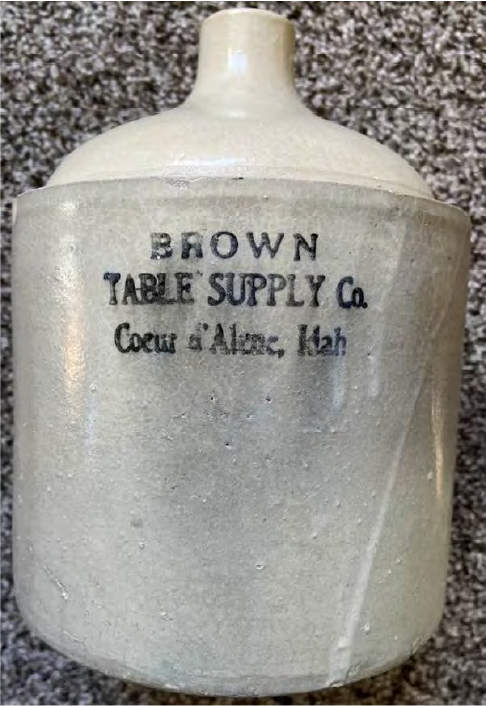 BROWN
TABLE SUPPLY Co.
Coeur d'Alene, Idah